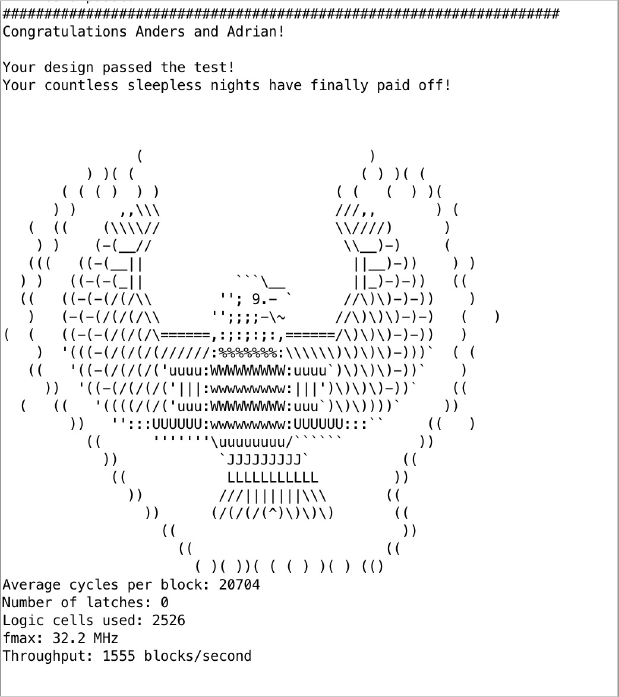 ################################################################### 
Congratulations Anders and Adrian!
Your design passed the test!
Your countless sleepless nights have finally paid off!
                (                           )
          ) )( (                           ( ) )( (
       ( ( ( )  ) )                     ( (   (  ) )(
      ) )     ,,\\\                     ///,,       ) (
   (  ((    (\\\\//                     \\////)      )
    ) )    (-(__//                       \\__)-)     (
   (((   ((-(__||                         ||__)-))    ) )
  ) )   ((-(-(_||           ```\__        ||_)-)-))   ((
  ((   ((-(-(/(/\\        ''; 9.- `      //\)\)-)-))    )
   )   (-(-(/(/(/\\      '';;;;-\~      //\)\)\)-)-)   (   )
(  (   ((-(-(/(/(/\======,:;:;:;:,======/\)\)\)-)-))   )
    )  '(((-(/(/(/(//////:%%%%%%%:\\\\\\)\)\)\)-)))`  ( (
   ((   '((-(/(/(/('uuuu:WWWWWWWWW:uuuu`)\)\)\)-))`    )
     ))  '((-(/(/(/('|||:wwwwwwwww:|||')\)\)\)-))`    ((
  (   ((   '((((/(/('uuu:WWWWWWWWW:uuu`)\)\))))`     ))
        ))   '':::UUUUUU:wwwwwwwww:UUUUUU:::``     ((   )
          ((      '''''''\uuuuuuuu/``````         ))
            ))            `JJJJJJJJJ`           ((
             ((            LLLLLLLLLLL         ))
               ))         ///|||||||\\\       ((
                 ))      (/(/(/(^)\)\)\)       ((
                   ((                           ))
                     ((                       ((
                       ( )( ))( ( ( ) )( ) (()
Average cycles per block: 20704
Number of latches: 0
Logic cells used: 2526
fmax: 32.2 MHz
Throughput: 1555 blocks/second